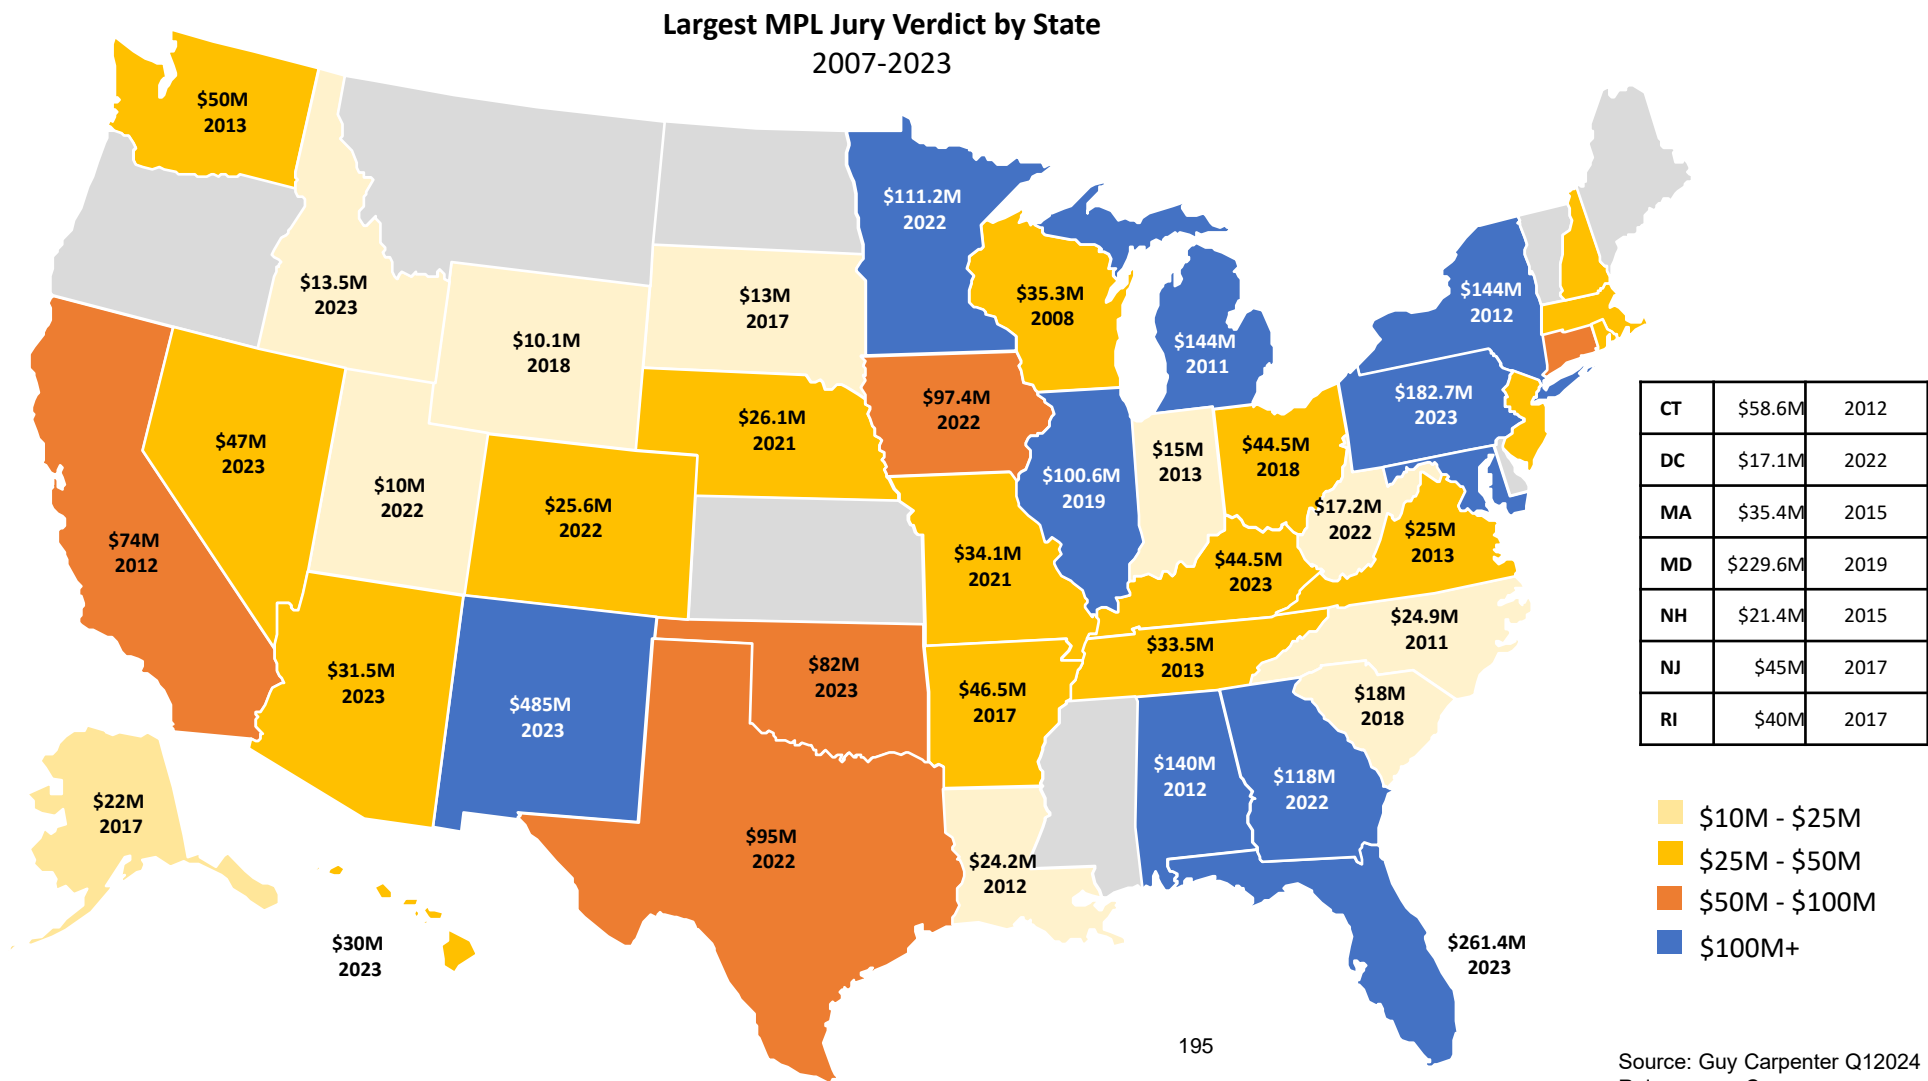 Largest MPL Jury Verdict by State
2007-2023
$50M
2013
$13.5M
2023
$10.1M
2018
$13M
2017
$111.2M
2022
$35.3M
2008
$144M
2011
$144M
2012
$182.7M
2023
$47M
2023
$10M
2022
$25.6M
2022
$26.1M
2021
$97.4M
2022
$100.6M
2019
$15M
2013
$44.5M
2018
$17.2M
2022
$25M
2013
$74M
2012
$34.1M
2021
$44.5M
2023
$24.9M
2011
$33.5M
2013
$18M
2018
$31.5M
2023
$485M
2023
$82M
2023
$46.5M
2017
$140M
2012
$118M
2022
$22M
2017
$95M
2022
$24.2M
2012
$30M
2023
$261.4M
2023
CT $58.6M 2012
DC $17.1M 2022
MA $35.4M 2015
MD $229.6M 2019
NH $21.4M 2015
NJ $45M 2017
RI $40M 2017
$10M - $25M
$25M - $50M
$50M - $100M
$100M+
195
Source: Guy Carpenter Q12024